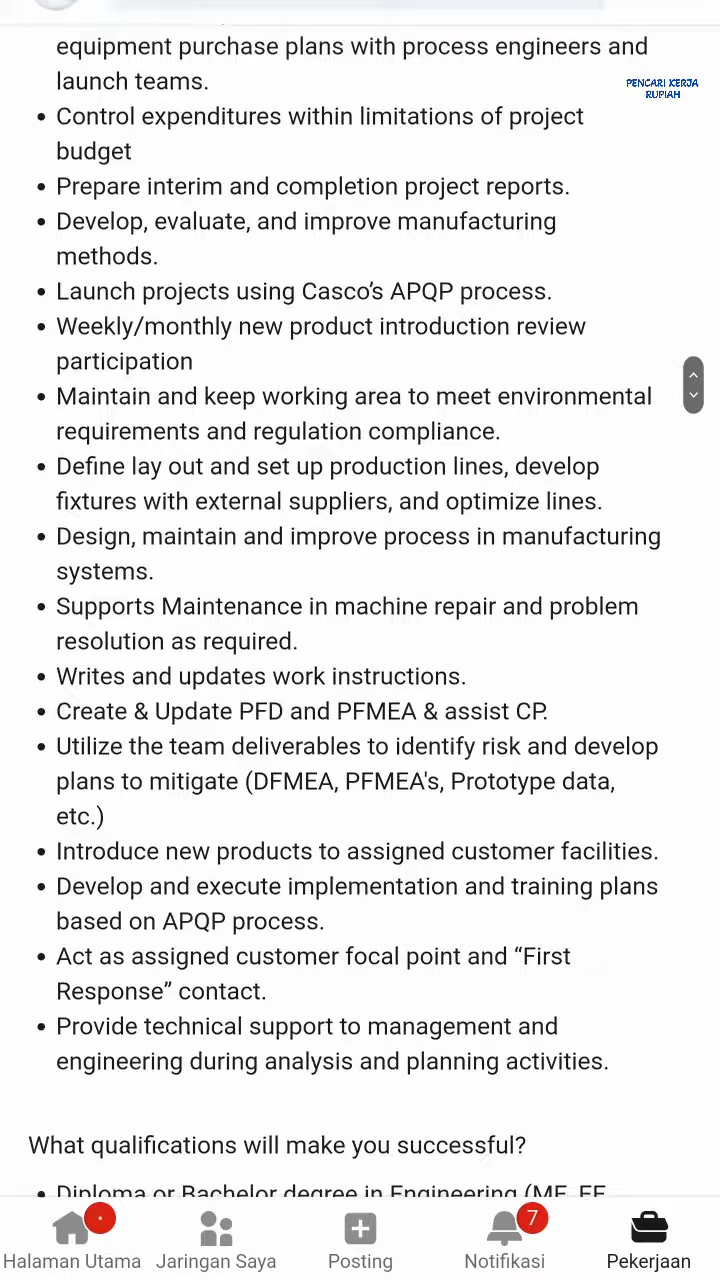 equipment purchase plans with process engineers and
launch teams.
PENCARI KERJA
RUPIAH
• Control expenditures within limitations of project
budget
• Prepare interim and completion project reports.
• Develop, evaluate, and improve manufacturing
methods.
• Launch projects using Casco’s APQP process.
• Weekly/monthly new product introduction review
participation
• Maintain and keep working area to meet environmental
requirements and regulation compliance.
• Define lay out and set up production lines, develop
fixtures with external suppliers, and optimize lines.
• Design, maintain and improve process in manufacturing
systems.
• Supports Maintenance in machine repair and problem
resolution as required.
• Writes and updates work instructions.
• Create & Update PFD and PFMEA & assist CP.
• Utilize the team deliverables to identify risk and develop
plans to mitigate (DFMEA, PFMEA's, Prototype data,
etc.)
• Introduce new products to assigned customer facilities.
• Develop and execute implementation and training plans
based on APQP process.
• Act as assigned customer focal point and “First
Response” contact.
• Provide technical support to management and
engineering during analysis and planning activities.
What qualifications will make you successful?
• Diploma or Bachelor degree in Engineering (ME, EE,
7
Halaman Utama
Jaringan Saya
Posting
Notifikasi
Pekerjaan